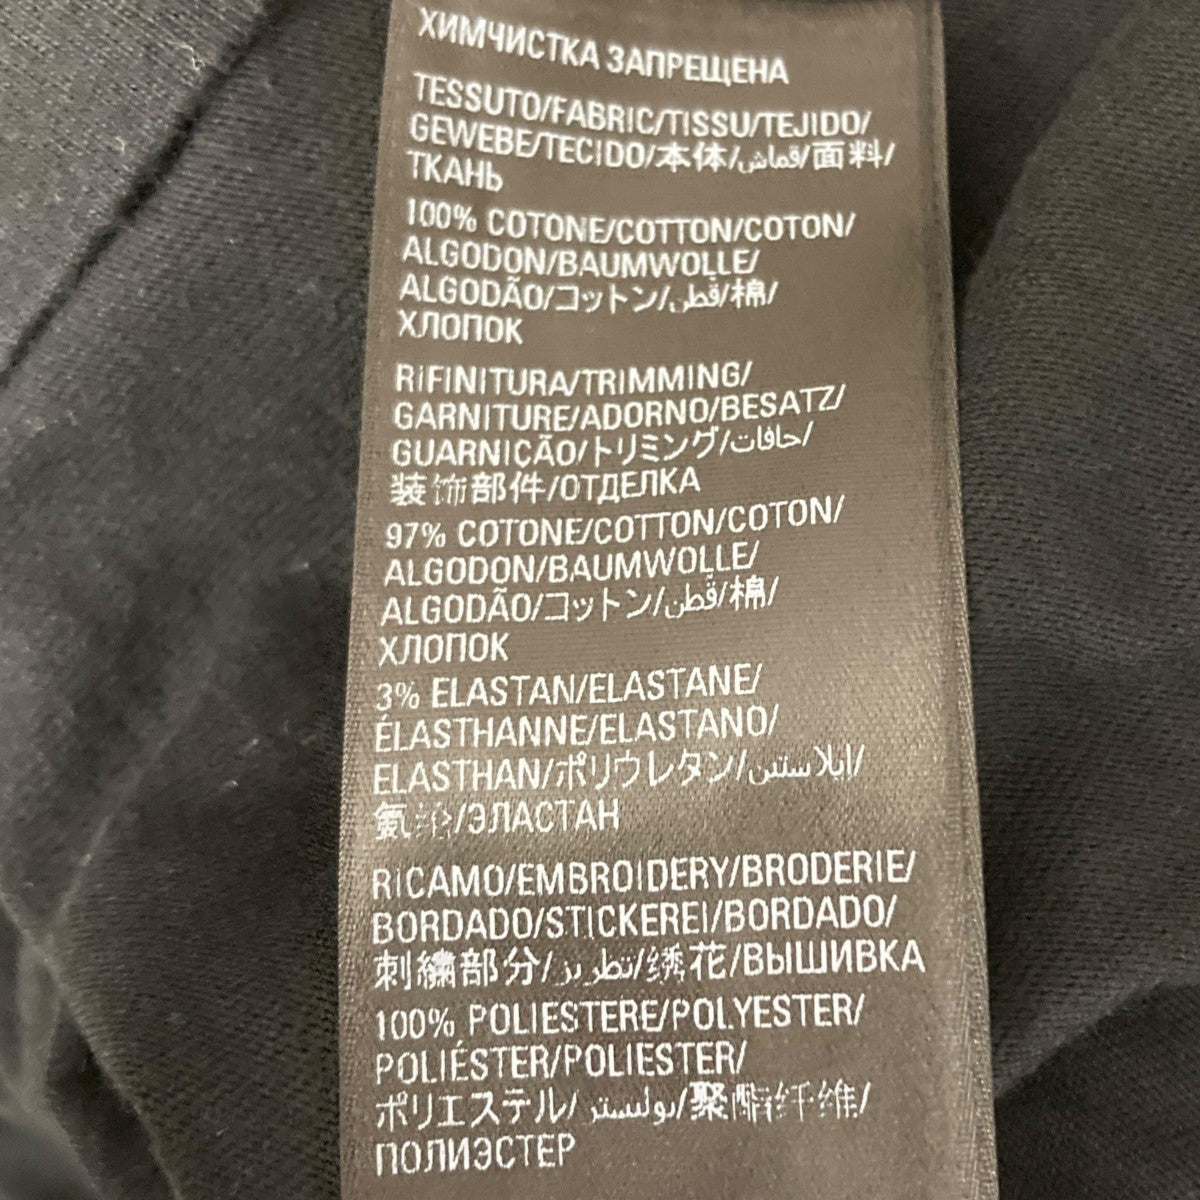 ХИМЧИСТКА ЗАПРЕЩЕНА
TESSUTO/FABRIC/TISSU/TEJIDO/
GEWEBE/TECIDO/本体/قماش/面料/
ТКАНЬ
100% COTONE/COTTON/COTON/
ALGODON/BAUMWOLLE/
ALGODÃO/コットン/قطن/棉/
ХЛОПОК
RIFINITURA/TRIMMING/
GARNITURE/ADORNO/BESATZ/
GUARNIÇÃO/トリミング/حافات/
装饰部件/ОТДЕЛКА
97% COTONE/COTTON/COTON/
ALGODON/BAUMWOLLE/
ALGODÃO/コットン/قطن/棉/
ХЛОПОК
3% ELASTAN/ELASTANE/
ÉLASTHANNE/ELASTANO/
ELASTHAN/ポリウレタン/ايلاستين/
氨纶/ЭЛАСТАН
RICAMO/EMBROIDERY/BRODERIE/
BORDADO/STICKEREI/BORDADO/
刺繍部分/تطريز/绣花/ВЫШИВКА
100% POLIESTERE/POLYESTER/
POLIÉSTER/POLIESTER/
ポリエステル/بوليستر/聚酯纤维/
ПОЛИЭСТЕР